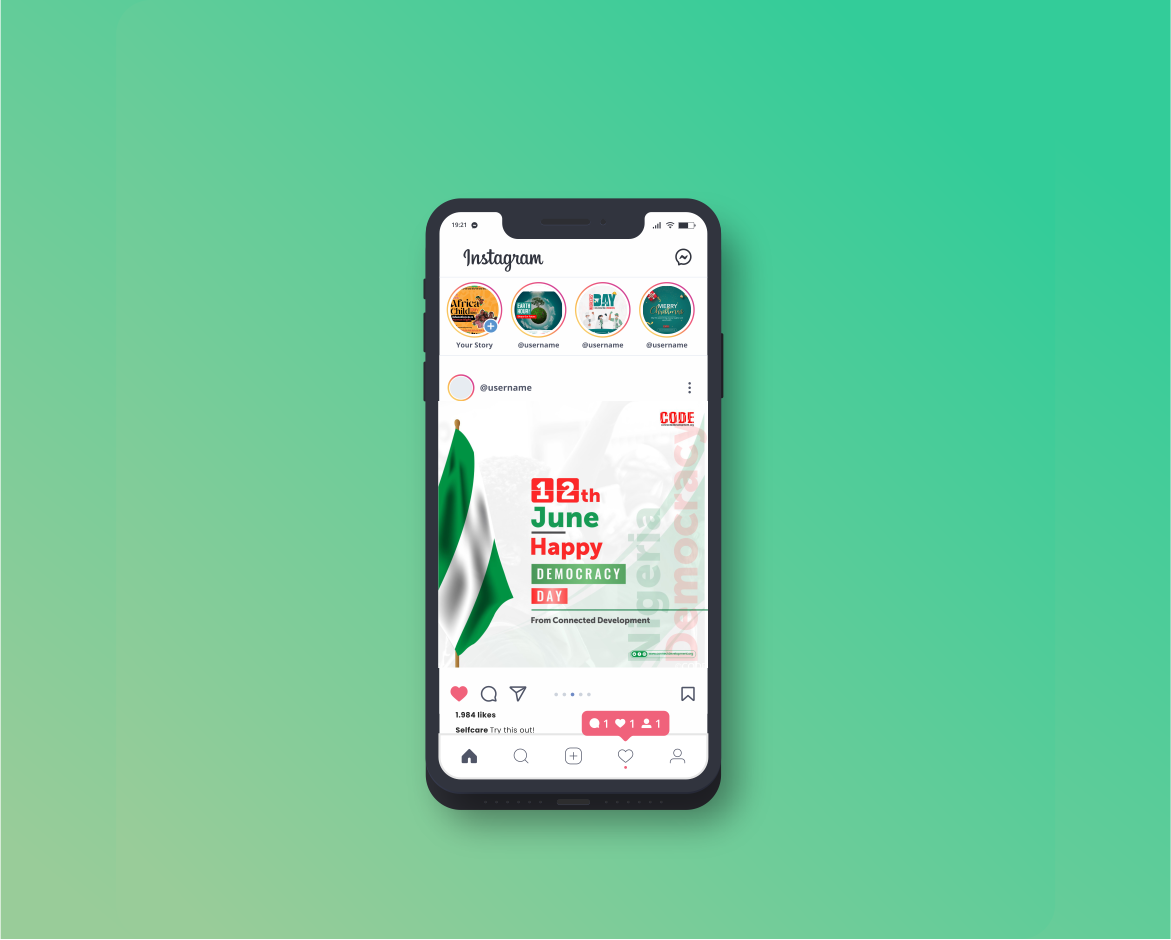 19:21
Instagram
Africa
Child
EARTH
HOUR!
DAY
MERRY
Christmas
Your Story
@username
@username
@username
@username
CODE
12th
June
Happy
DEMOCRACY
DAY
From Connected Development
Nigeria
Democracy
1.984 likes
Selfcare Try this out!
1 1 1